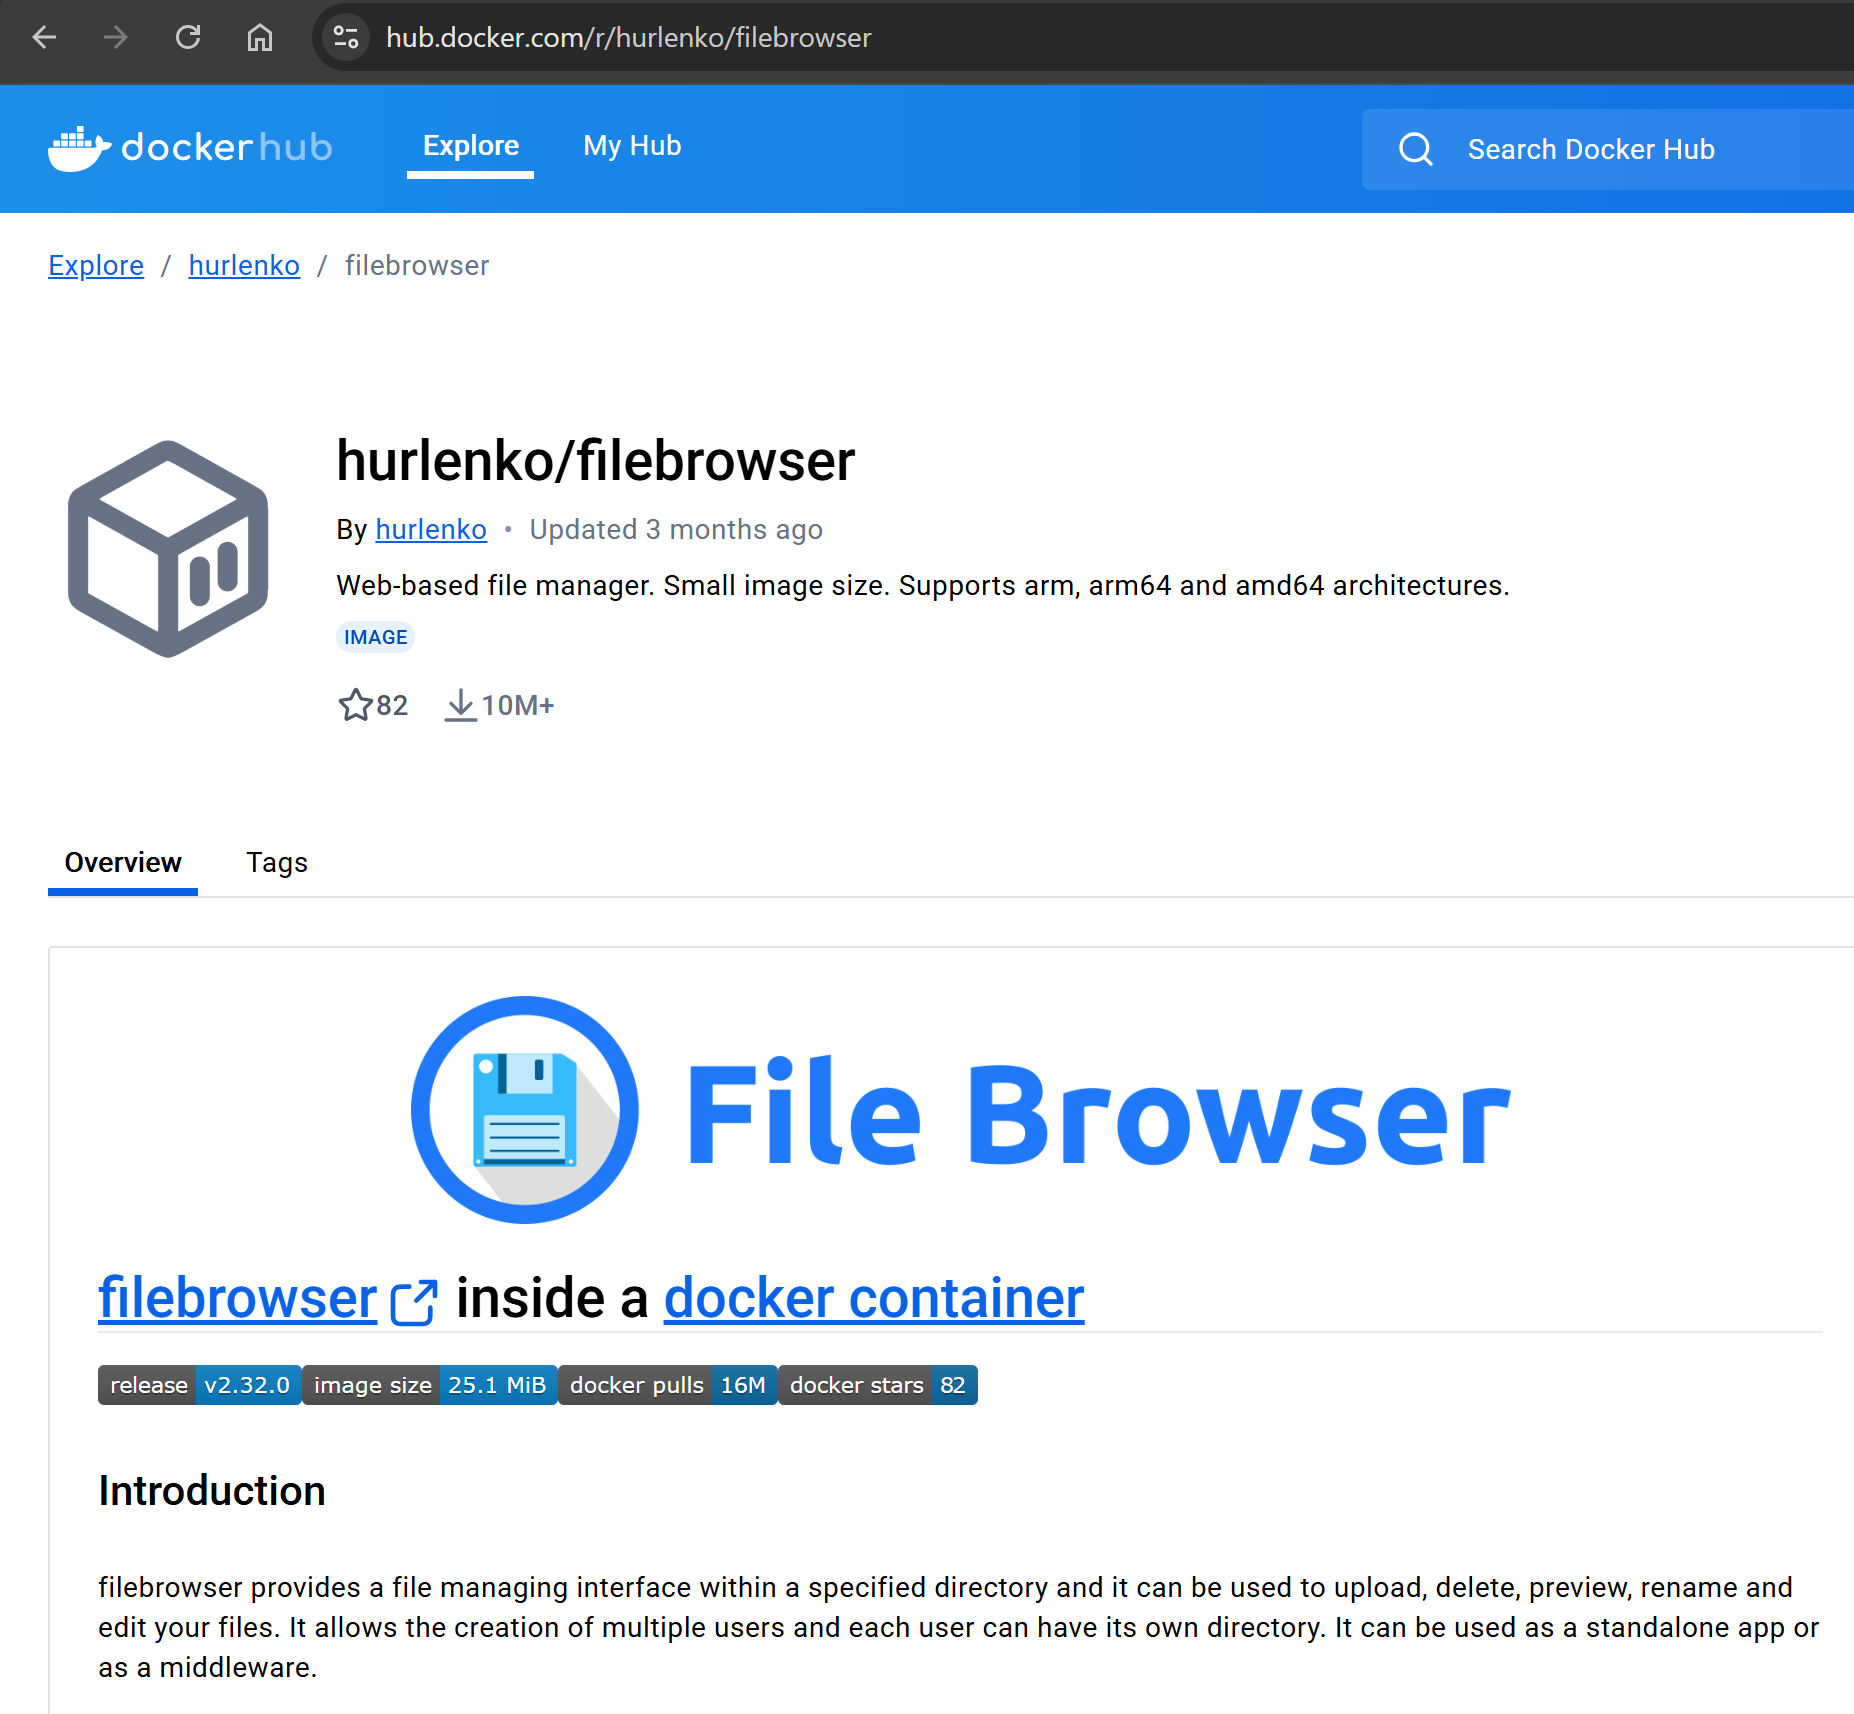 hub.docker.com/r/hurlenko/filebrowser
dockerhub Explore My Hub Search Docker Hub
Explore / hurlenko / filebrowser
hurlenko/filebrowser
By hurlenko • Updated 3 months ago
Web-based file manager. Small image size. Supports arm, arm64 and amd64 architectures.
IMAGE
82 10M+
Overview Tags
File Browser
filebrowser inside a docker container
release v2.32.0 image size 25.1 MiB docker pulls 16M docker stars 82
Introduction
filebrowser provides a file managing interface within a specified directory and it can be used to upload, delete, preview, rename and
edit your files. It allows the creation of multiple users and each user can have its own directory. It can be used as a standalone app or
as a middleware.